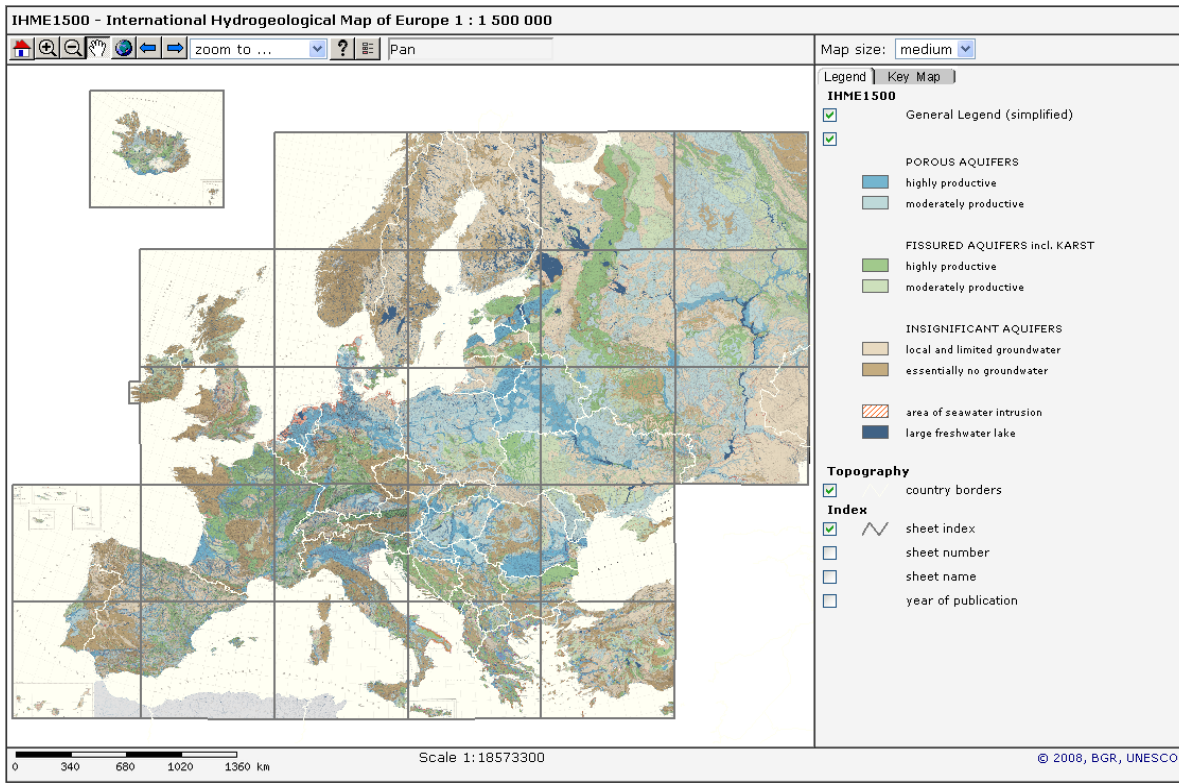 IHME1500 - International Hydrogeological Map of Europe 1 : 1 500 000
zoom to ...
?
Pan
Map size: medium
Legend Key Map
IHME1500
General Legend (simplified)
POROUS AQUIFERS
highly productive
moderately productive
FISSURED AQUIFERS incl. KARST
highly productive
moderately productive
INSIGNIFICANT AQUIFERS
local and limited groundwater
essentially no groundwater
area of seawater intrusion
large freshwater lake
Topography
country borders
Index
sheet index
sheet number
sheet name
year of publication
0 340 680 1020 1360 km
Scale 1:18573300
© 2008, BGR, UNESCO